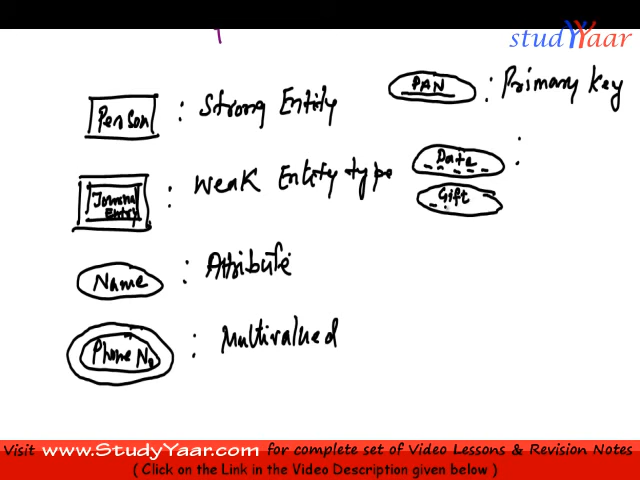 studYYaar
Person : Strong Entity
Entry : Weak Entity type
Name : Attribute
Phone No : Multivalued
PAN : Primary Key
Date :
Gift
Visit www.StudyYaar.com for complete set of Video Lessons & Revision Notes
( Click on the Link in the Video Description given below )